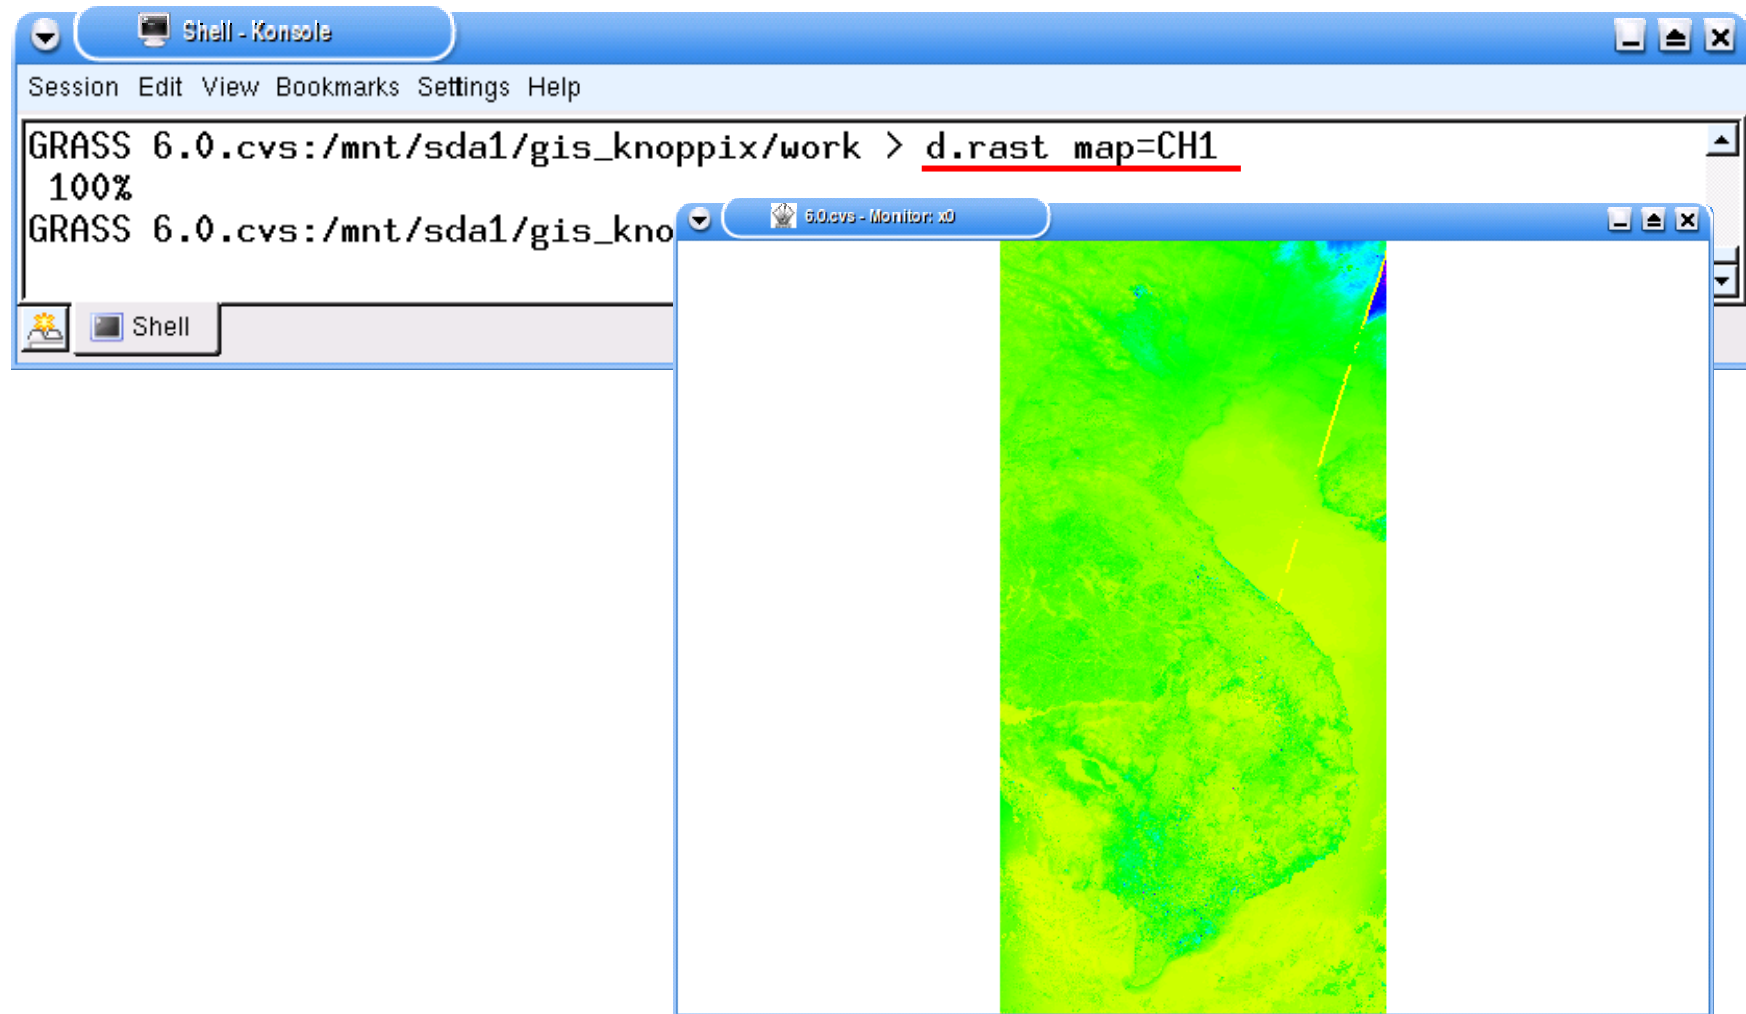 Shell - Konsole
Session Edit View Bookmarks Settings Help
GRASS 6.0.cvs:/mnt/sda1/gis_knoppix/work > d.rast map=CH1
100%
GRASS 6.0.cvs:/mnt/sda1/gis_kno
6.0.cvs - Monitor: x0
Shell